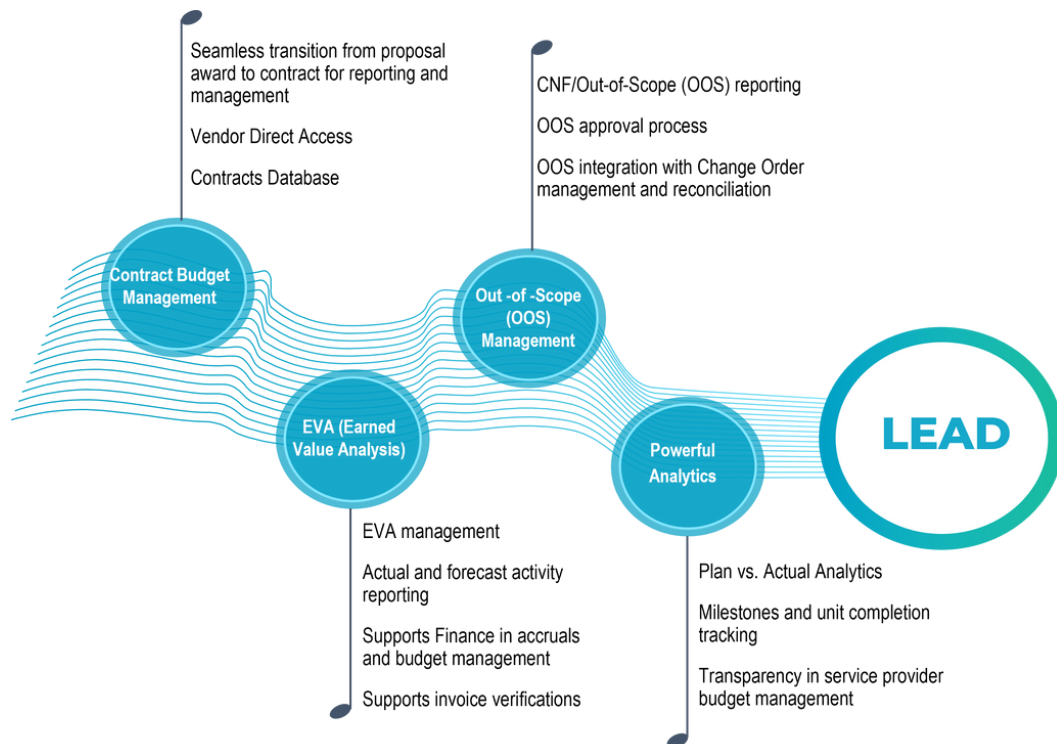 Seamless transition from proposal
award to contract for reporting and
management
Vendor Direct Access
Contracts Database
CNF/Out-of-Scope (OOS) reporting
OOS approval process
OOS integration with Change Order
management and reconciliation
Contract Budget
Management
Out -of -Scope
(OOS)
Management
EVA (Earned
Value Analysis)
Powerful
Analytics
LEAD
EVA management
Actual and forecast activity
reporting
Supports Finance in accruals
and budget management
Supports invoice verifications
Plan vs. Actual Analytics
Milestones and unit completion
tracking
Transparency in service provider
budget management